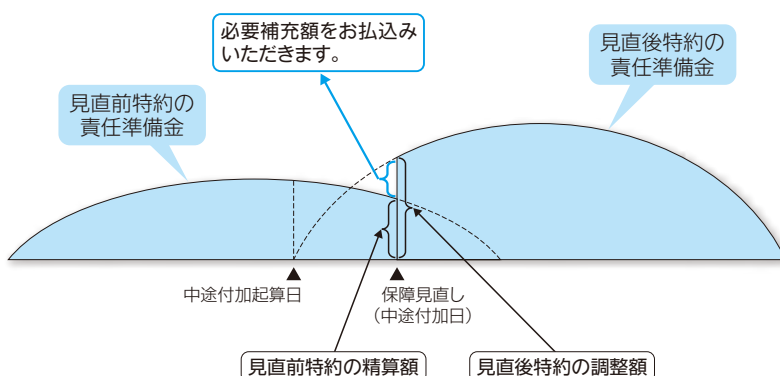 必要補充額をお払込み
いただきます。
見直後特約の
責任準備金
見直前特約の
責任準備金
中途付加起算日
保障見直し
（中途付加日）
見直前特約の精算額
見直後特約の調整額